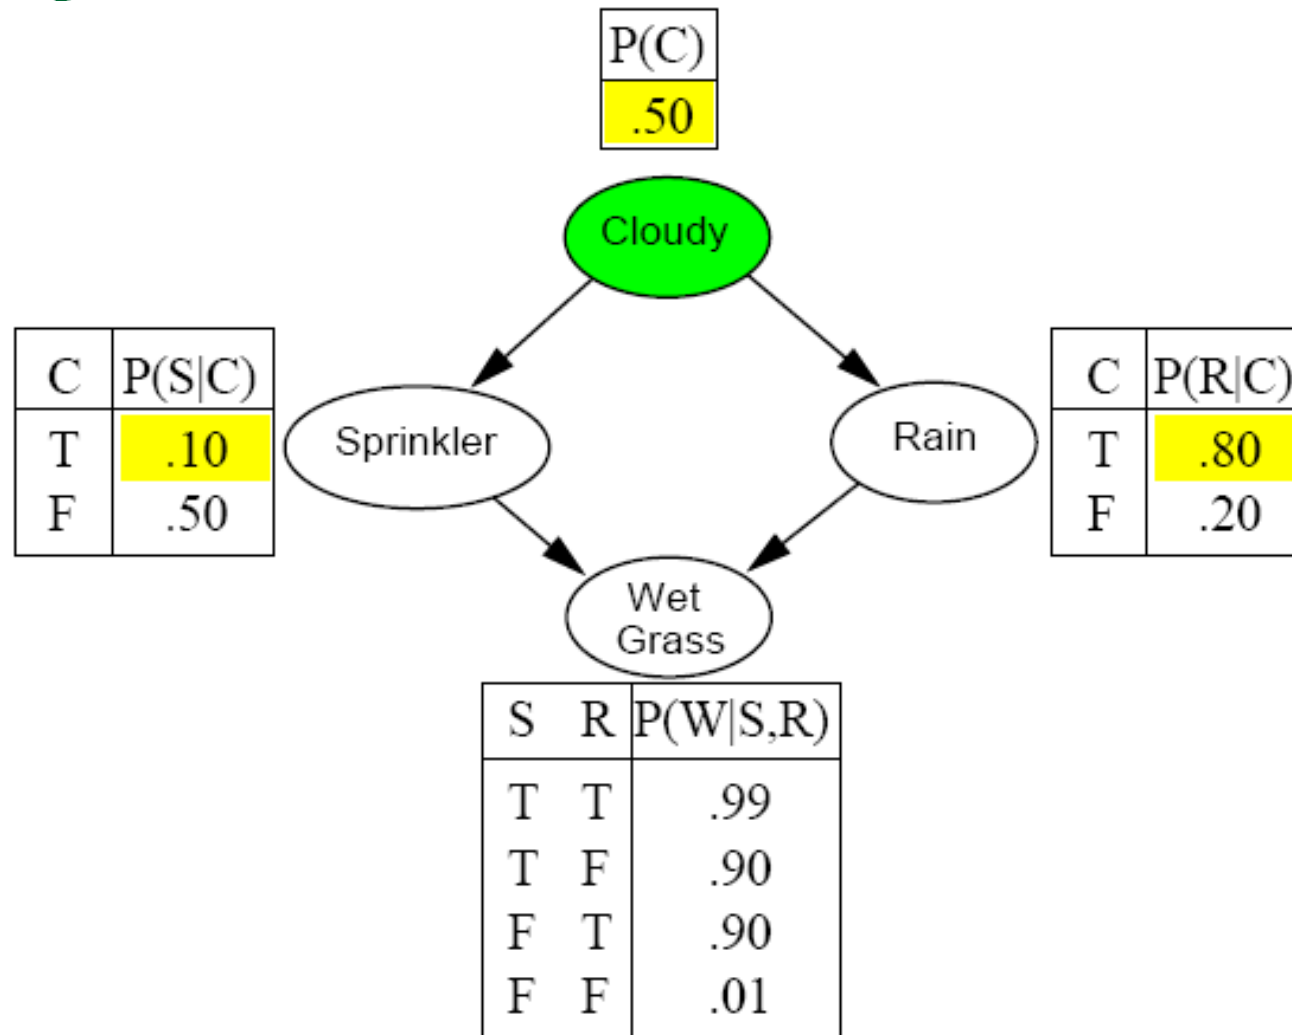 P(C)
.50
Cloudy
C P(S|C)
T .10
F .50
Sprinkler
Rain
C P(R|C)
T .80
F .20
Wet
Grass
S R P(W|S,R)
T T .99
T F .90
F T .90
F F .01